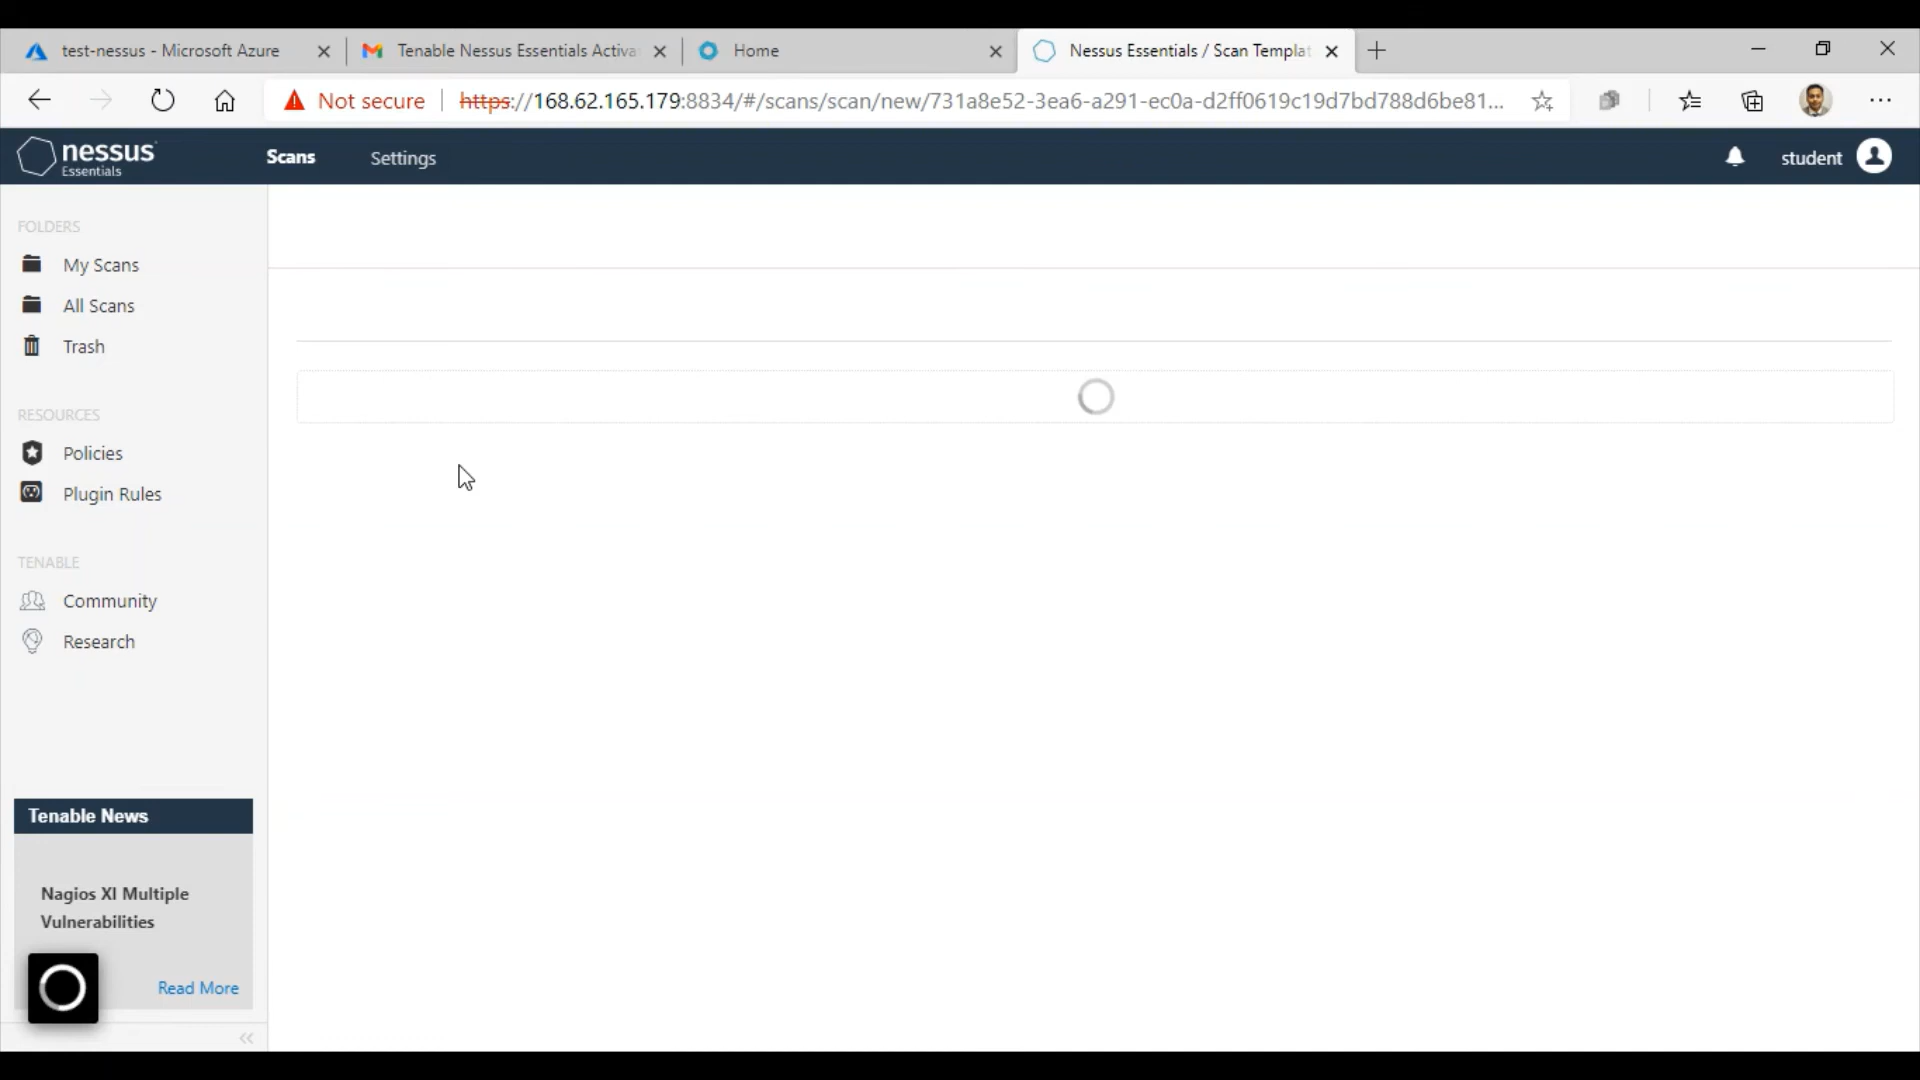 test-nessus - Microsoft Azure
Tenable Nessus Essentials Activa
Home
Nessus Essentials / Scan Templat
Not secure
https://168.62.165.179:8834/#/scans/scan/new/731a8e52-3ea6-a291-ec0a-d2ff0619c19d7bd788d6be81...
nessus
Essentials
Scans
Settings
student
FOLDERS
My Scans
All Scans
Trash
RESOURCES
Policies
Plugin Rules
TENABLE
Community
Research
Tenable News
Nagios XI Multiple
Vulnerabilities
Read More